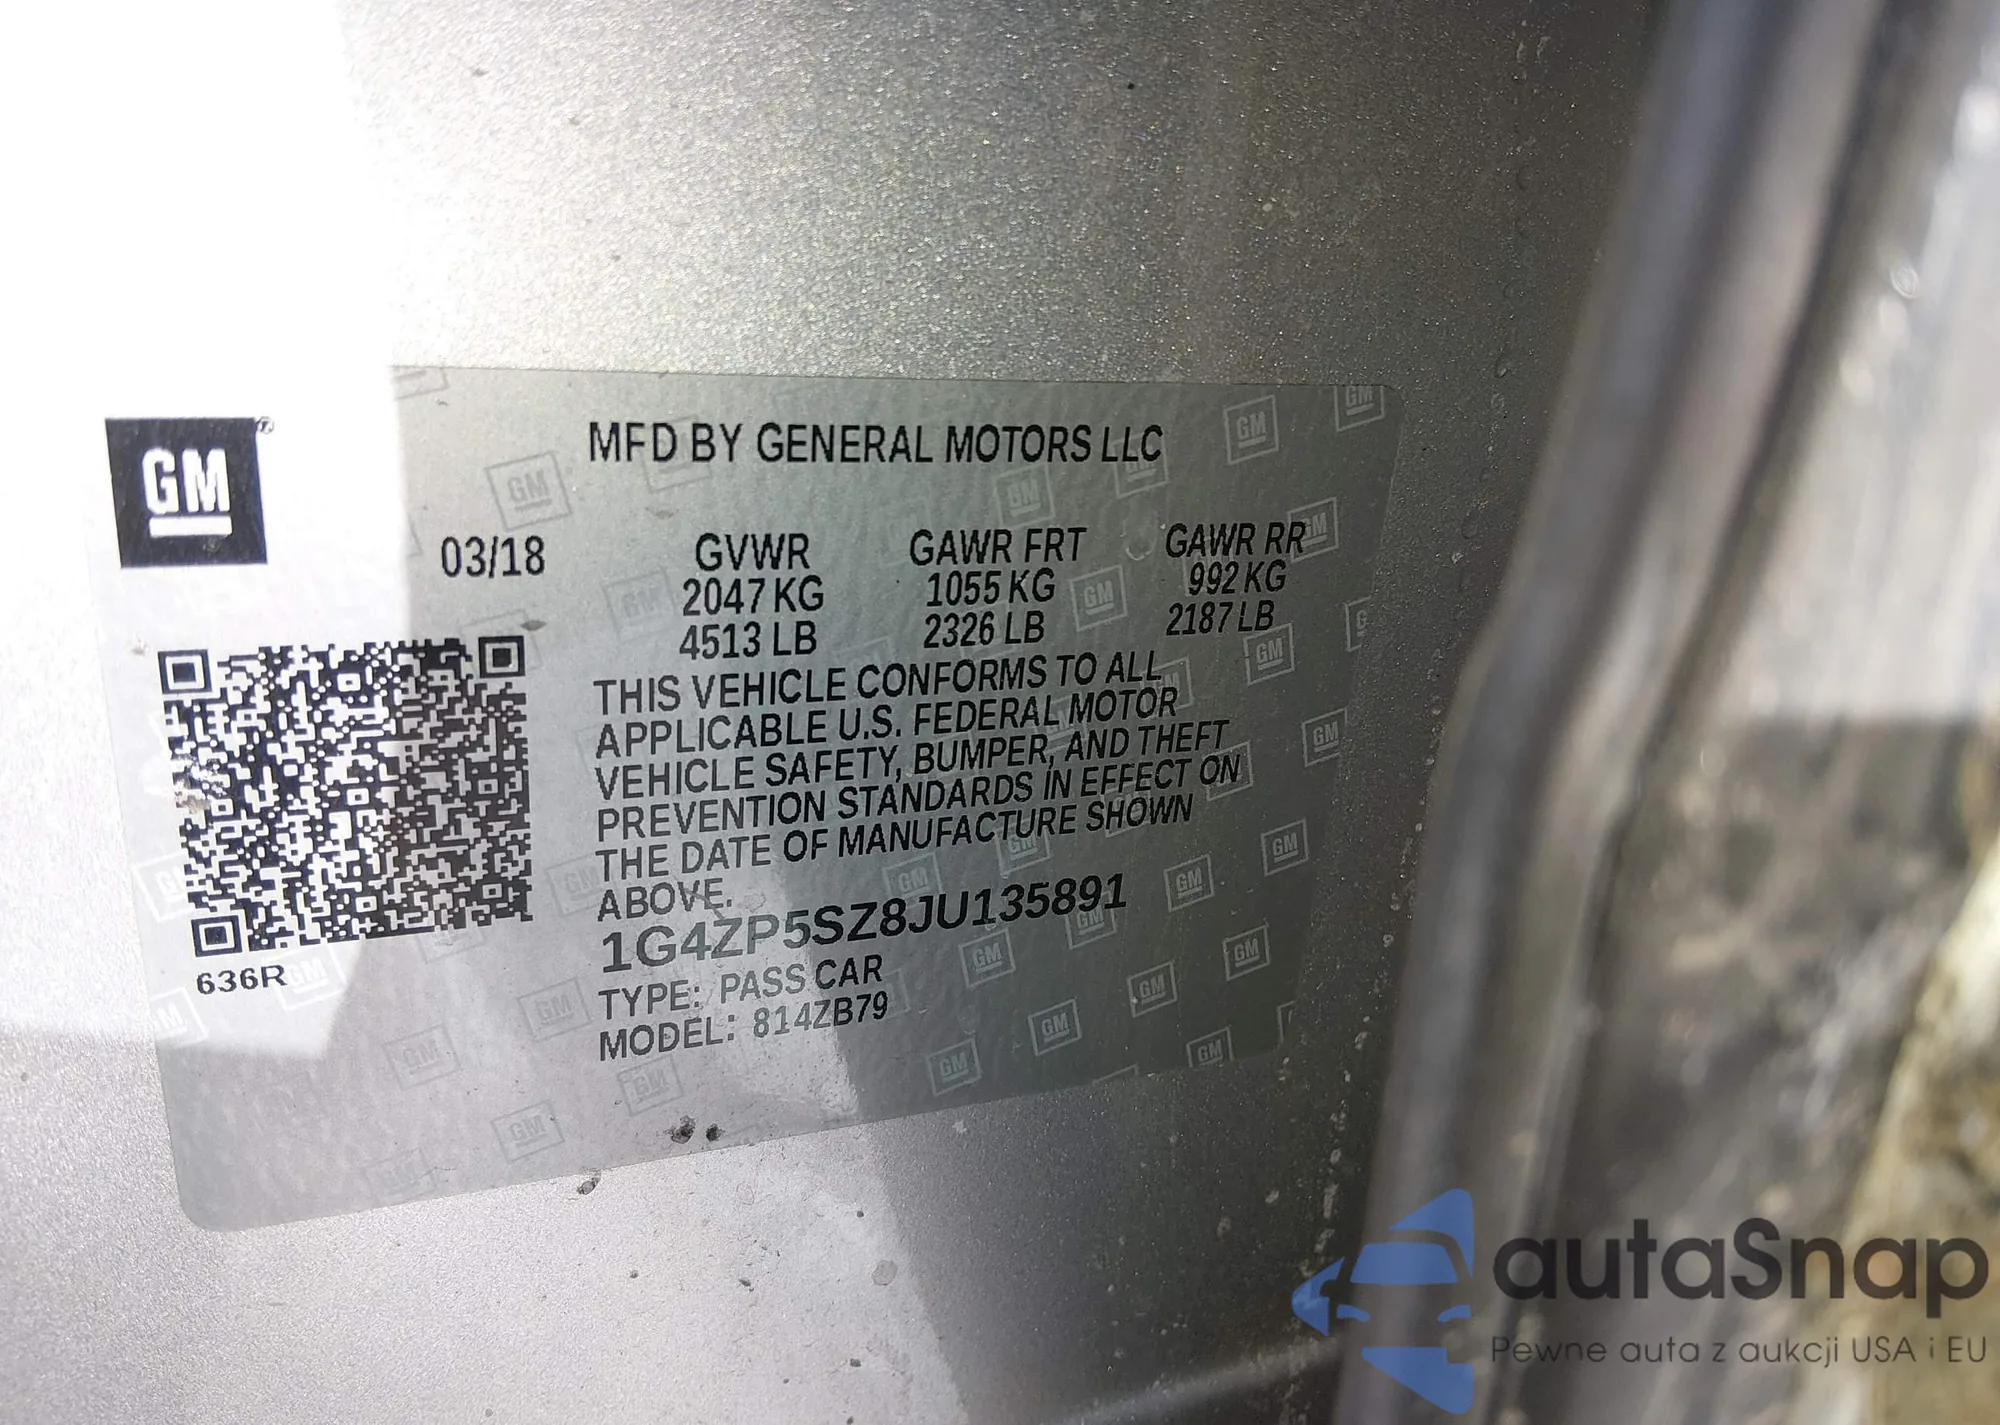 GM
MFD BY GENERAL MOTORS LLC
03/18 GVWR GAWR FRT GAWR RR
2047 KG 1055 KG 992 KG
4513 LB 2326 LB 2187 LB
THIS VEHICLE CONFORMS TO ALL
APPLICABLE U.S. FEDERAL MOTOR
VEHICLE SAFETY, BUMPER, AND THEFT
PREVENTION STANDARDS IN EFFECT ON
THE DATE OF MANUFACTURE SHOWN
ABOVE.
1G4ZP5SZ8JU135891
636R
TYPE: PASS CAR
MODEL: 814ZB79
autaSnap
Pewne auta z aukcji USA i EU